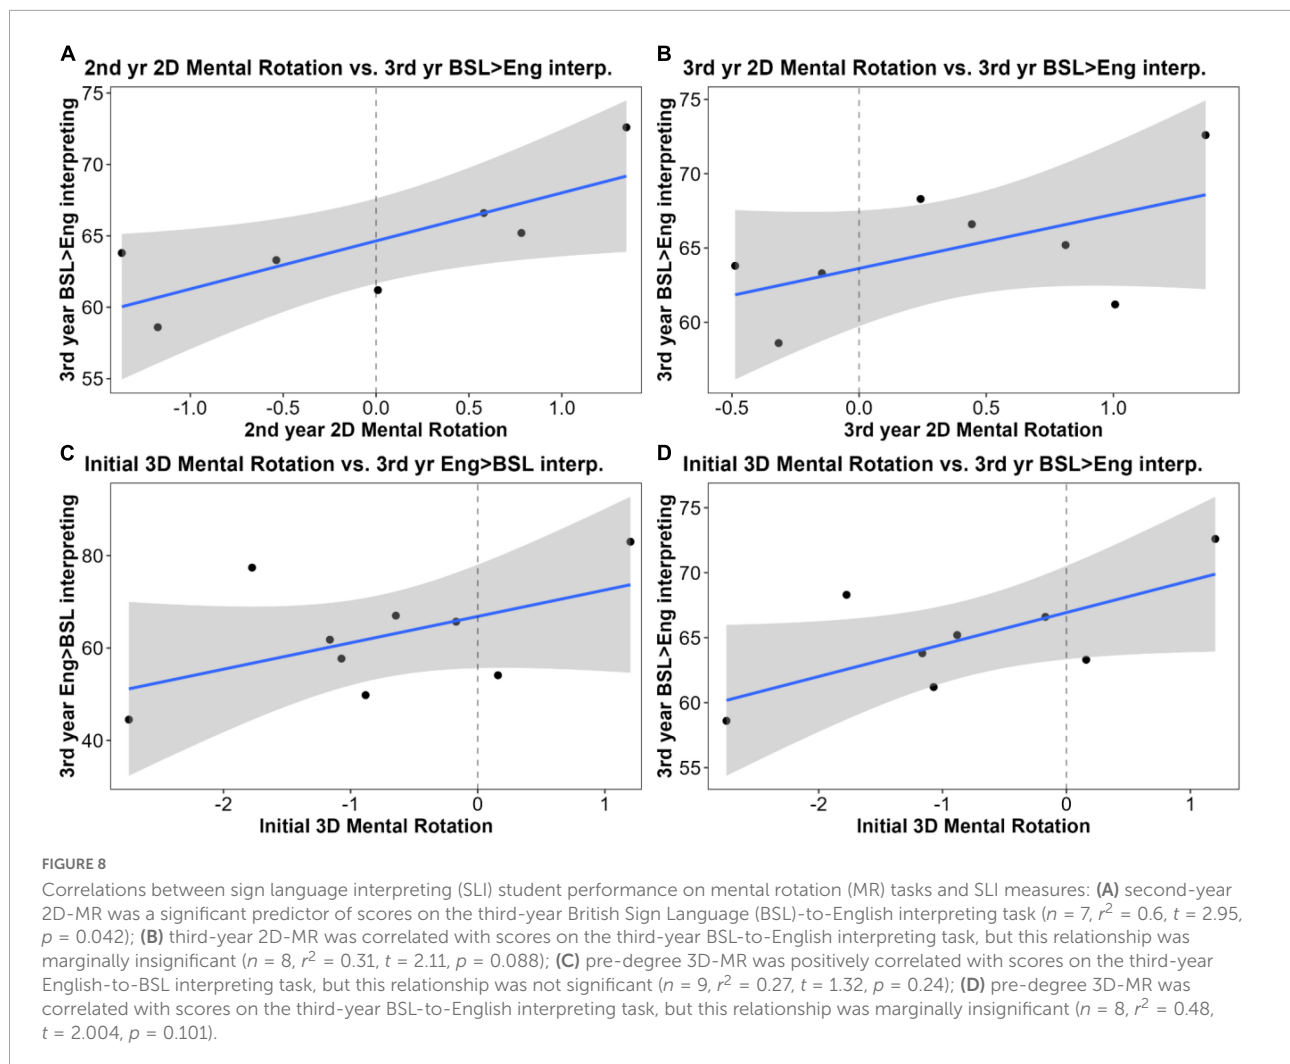 A
2nd yr 2D Mental Rotation vs. 3rd yr BSL>Eng interp.
3rd year BSL>Eng interpreting
75
70
65
60
55
-1.0
-0.5
0.0
0.5
1.0
2nd year 2D Mental Rotation
B
3rd yr 2D Mental Rotation vs. 3rd yr BSL>Eng interp.
3rd year BSL>Eng interpreting
75
70
65
60
-0.5
0.0
0.5
1.0
3rd year 2D Mental Rotation
C
Initial 3D Mental Rotation vs. 3rd yr Eng>BSL interp.
3rd year Eng>BSL interpreting
80
60
40
-2
-1
0
1
Initial 3D Mental Rotation
D
Initial 3D Mental Rotation vs. 3rd yr BSL>Eng interp.
3rd year BSL>Eng interpreting
75
70
65
60
55
-2
-1
0
1
Initial 3D Mental Rotation
FIGURE 8
Correlations between sign language interpreting (SLI) student performance on mental rotation (MR) tasks and SLI measures: (A) second-year
2D-MR was a significant predictor of scores on the third-year British Sign Language (BSL)-to-English interpreting task (n = 7, r² = 0.6, t = 2.95,
p = 0.042); (B) third-year 2D-MR was correlated with scores on the third-year BSL-to-English interpreting task, but this relationship was
marginally insignificant (n = 8, r² = 0.31, t = 2.11, p = 0.088); (C) pre-degree 3D-MR was positively correlated with scores on the third-year
English-to-BSL interpreting task, but this relationship was not significant (n = 9, r² = 0.27, t = 1.32, p = 0.24); (D) pre-degree 3D-MR was
correlated with scores on the third-year BSL-to-English interpreting task, but this relationship was marginally insignificant (n = 8, r² = 0.48,
t = 2.004, p = 0.101).